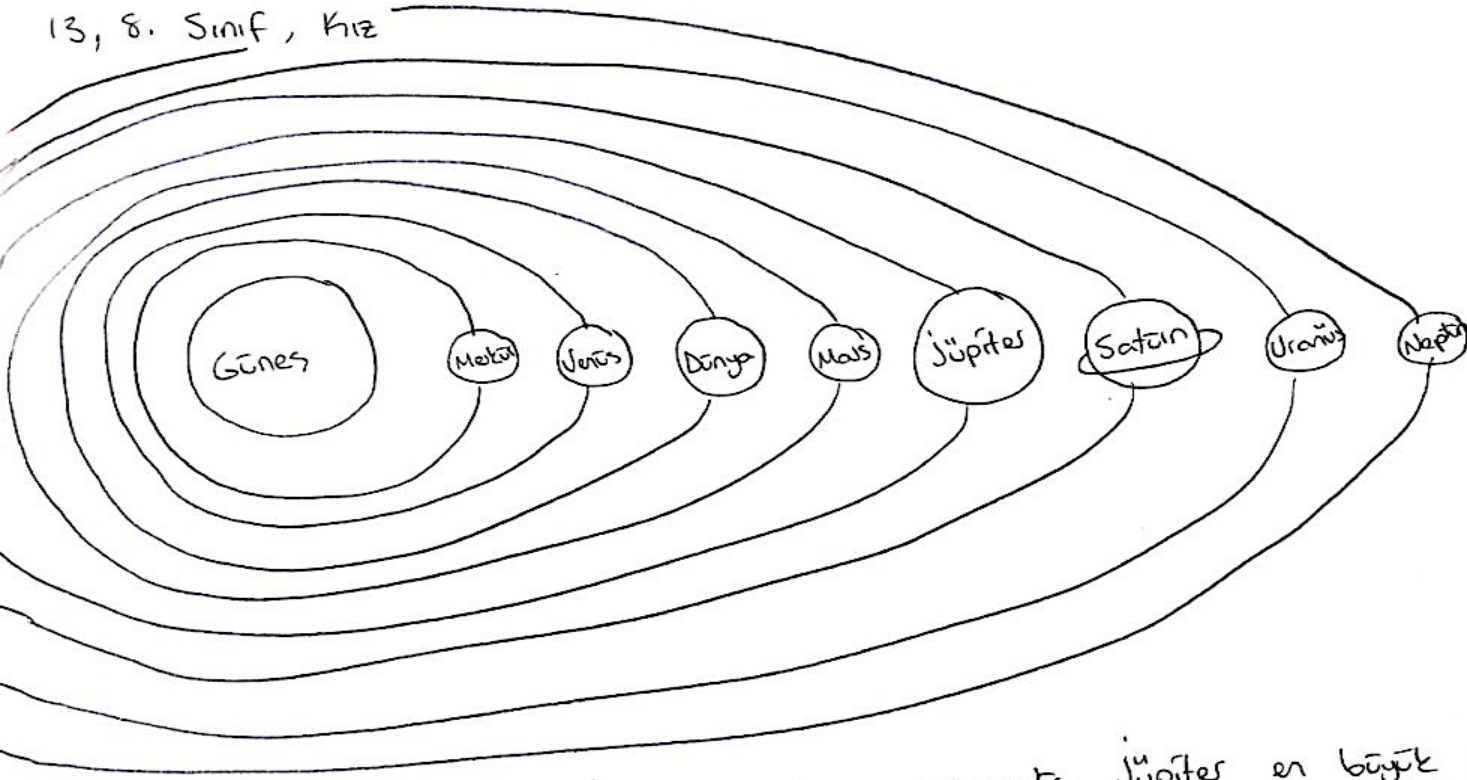 13, 8. Sınıf, Kız
Güneş
Merkür
Venüs
Dünya
Mars
Jüpiter
Satürn
Uranüs
Neptün
Jüpiter en büyük